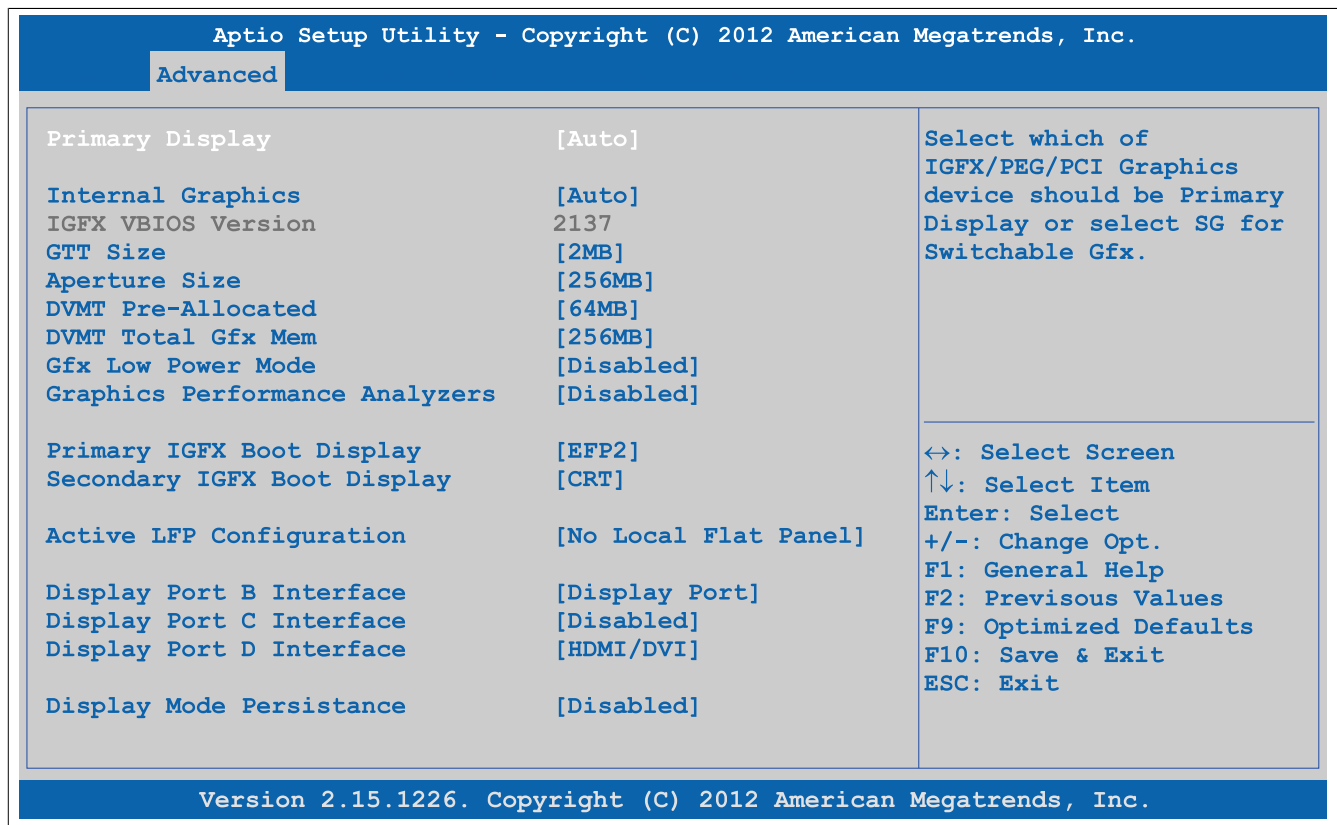 Aptio Setup Utility - Copyright (C) 2012 American Megatrends, Inc.
Advanced
Primary Display [Auto]
Internal Graphics [Auto]
IGFX VBIOS Version 2137
GTT Size [2MB]
Aperture Size [256MB]
DVMT Pre-Allocated [64MB]
DVMT Total Gfx Mem [256MB]
Gfx Low Power Mode [Disabled]
Graphics Performance Analyzers [Disabled]
Primary IGFX Boot Display [EFP2]
Secondary IGFX Boot Display [CRT]
Active LFP Configuration [No Local Flat Panel]
Display Port B Interface [Display Port]
Display Port C Interface [Disabled]
Display Port D Interface [HDMI/DVI]
Display Mode Persistance [Disabled]
Select which of
IGFX/PEG/PCI Graphics
device should be Primary
Display or select SG for
Switchable Gfx.
↔: Select Screen
↑↓: Select Item
Enter: Select
+/-: Change Opt.
F1: General Help
F2: Previsous Values
F9: Optimized Defaults
F10: Save & Exit
ESC: Exit
Version 2.15.1226. Copyright (C) 2012 American Megatrends, Inc.